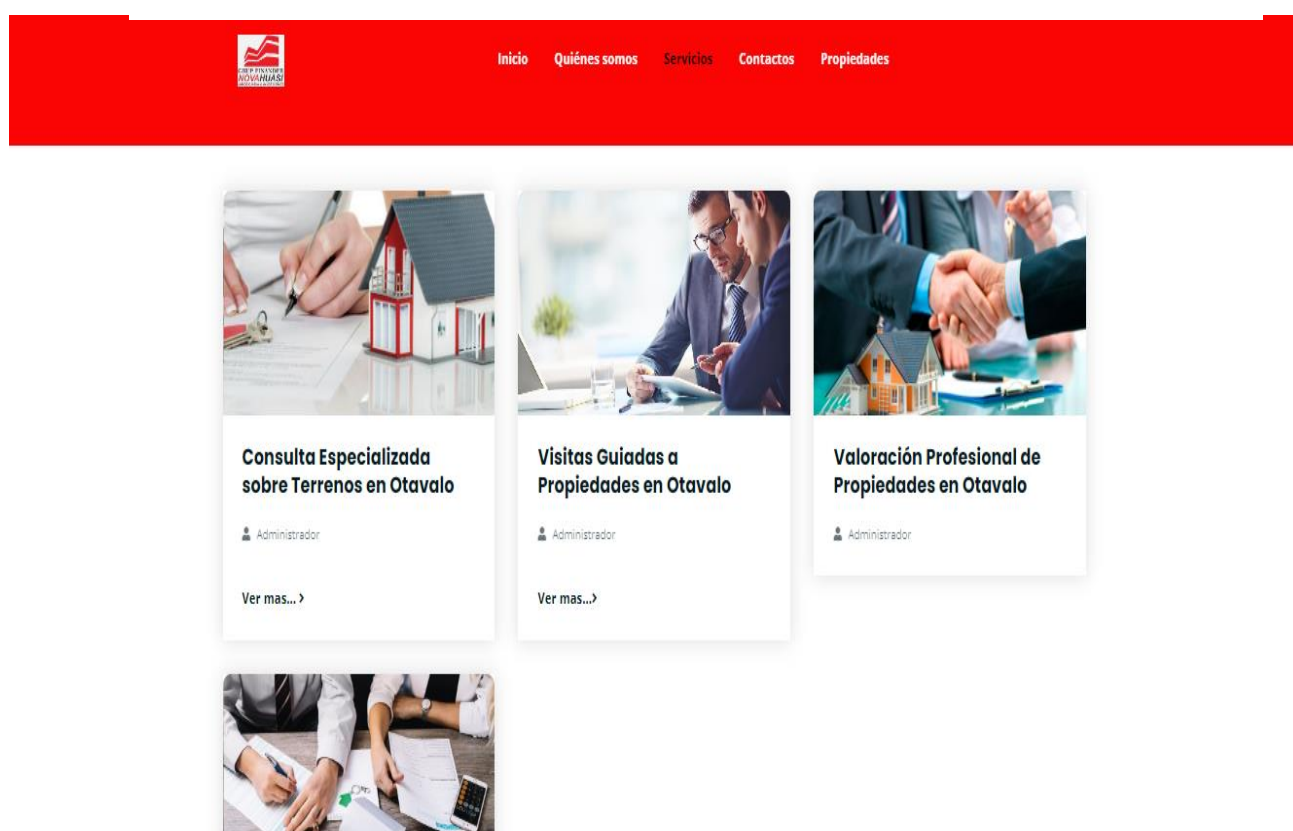 NOVAHUASI
Inicio Quiénes somos Servicios Contactos Propiedades
Consulta Especializada
sobre Terrenos en Otavalo
Administrador
Ver mas... >
Visitas Guiadas a
Propiedades en Otavalo
Administrador
Ver mas...>
Valoración Profesional de
Propiedades en Otavalo
Administrador